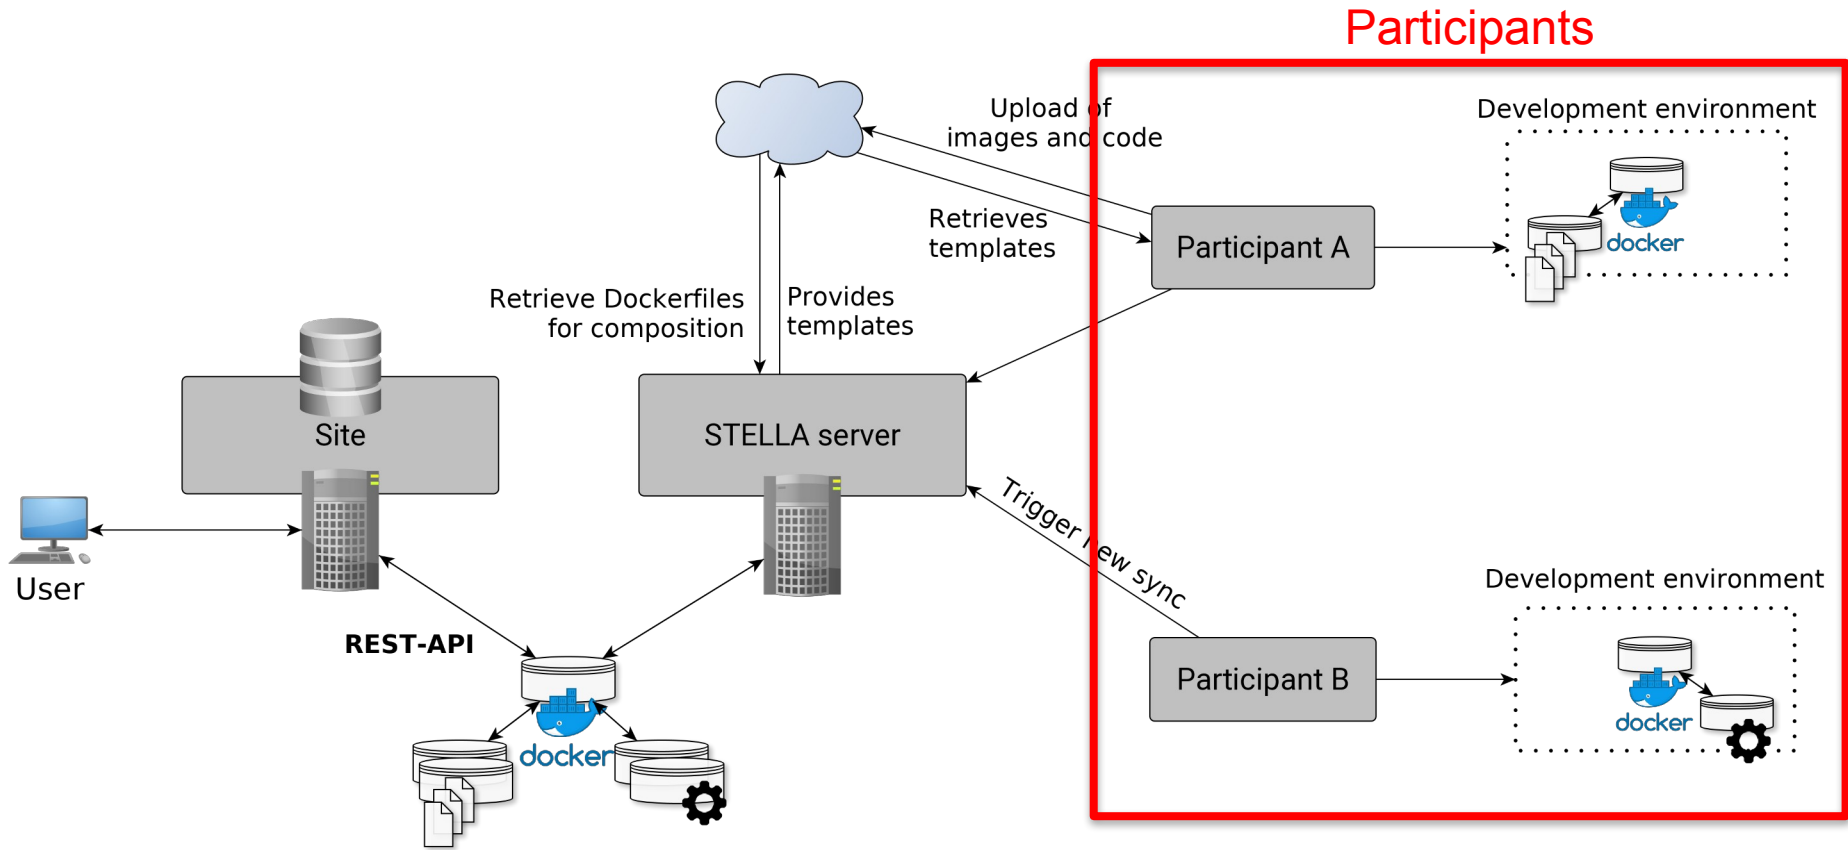 Participants
Upload of
images and code
Development environment
docker
Retrieves
templates
Participant A
Retrieve Dockerfiles
for composition
Provides
templates
Site
STELLA server
Trigger new sync
User
REST-API
docker
Development environment
Participant B
docker